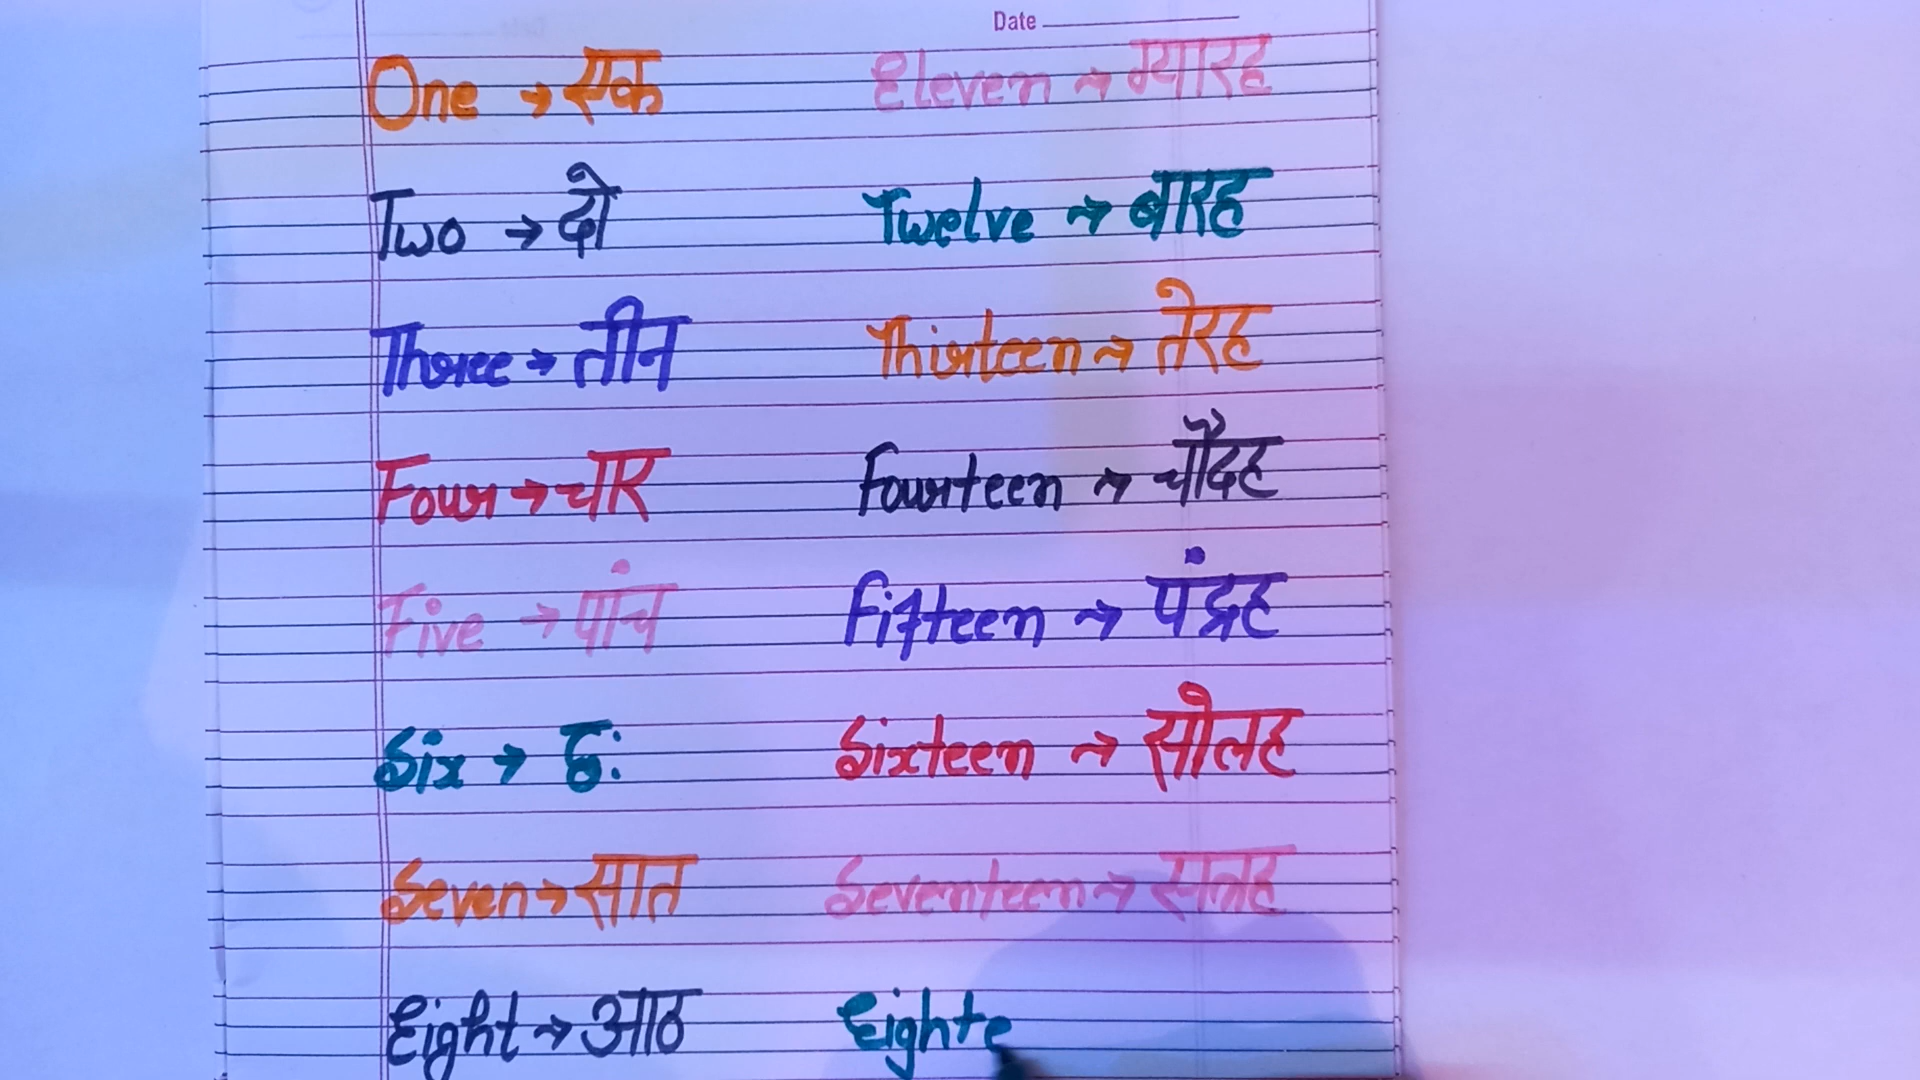 Date
One → एक Eleven → ग्यारह
Two → दो Twelve → बारह
Three → तीन Thirteen → तेरह
Four → चार Fourteen → चौदह
Five → पांच Fifteen → पंद्रह
Six → छ: Sixteen → सोलह
Seven → सात Seventeen → सत्रह
Eight → आठ Eighte